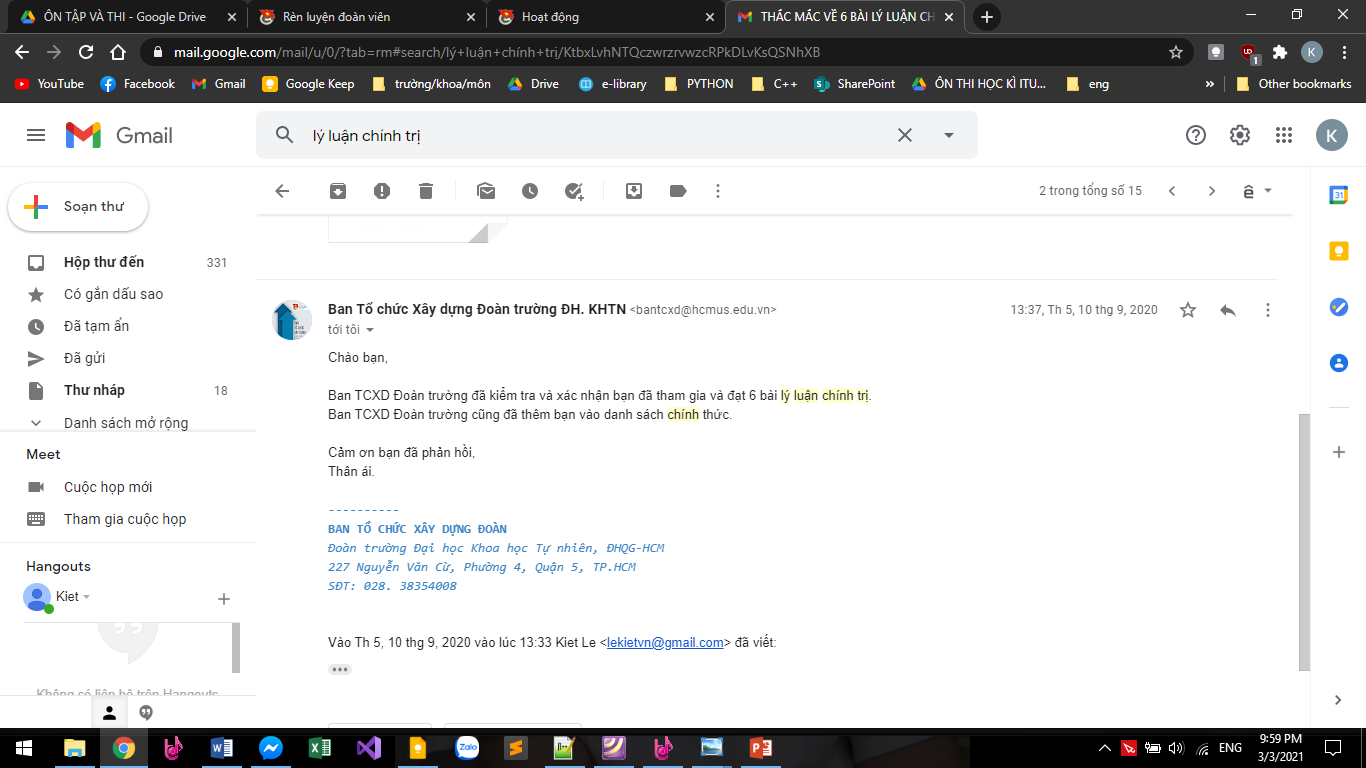 ÔN TẬP VÀ THI - Google Drive
Rèn luyện đoàn viên
Hoạt động
THẮC MẮC VỀ 6 BÀI LÝ LUẬN CH
mail.google.com/mail/u/0/?tab=rm#search/lý+luận+chính+trị/KtbxLvhNTQczwrzrvwzcRPkDLvKsQSNhXB
K
YouTube
Facebook
Gmail
Google Keep
trường/khoa/môn
Drive
e-library
PYTHON
C++
SharePoint
ÔN THI HỌC KÌ ITU...
eng
»
Other bookmarks
Gmail
lý luận chính trị
K
Soạn thư
2 trong tổng số 15
Hộp thư đến 331
Có gắn dấu sao
Đã tạm ẩn
Đã gửi
Thư nháp 18
Danh sách mở rộng
Meet
Cuộc họp mới
Tham gia cuộc họp
Hangouts
Kiet
Không có liên hệ trên Hangouts
Ban Tổ chức Xây dựng Đoàn trường ĐH. KHTN <bantcxd@hcmus.edu.vn>
13:37, Th 5, 10 thg 9, 2020
tới tôi
Chào bạn,
Ban TCXD Đoàn trường đã kiểm tra và xác nhận bạn đã tham gia và đạt 6 bài lý luận chính trị.
Ban TCXD Đoàn trường cũng đã thêm bạn vào danh sách chính thức.
Cảm ơn bạn đã phản hồi,
Thân ái.
----------
BAN TỔ CHỨC XÂY DỰNG ĐOÀN
Đoàn trường Đại học Khoa học Tự nhiên, ĐHQG-HCM
227 Nguyễn Văn Cừ, Phường 4, Quận 5, TP.HCM
SĐT: 028. 38354008
Vào Th 5, 10 thg 9, 2020 vào lúc 13:33 Kiet Le <lekietvn@gmail.com> đã viết:
ENG
9:59 PM
3/3/2021